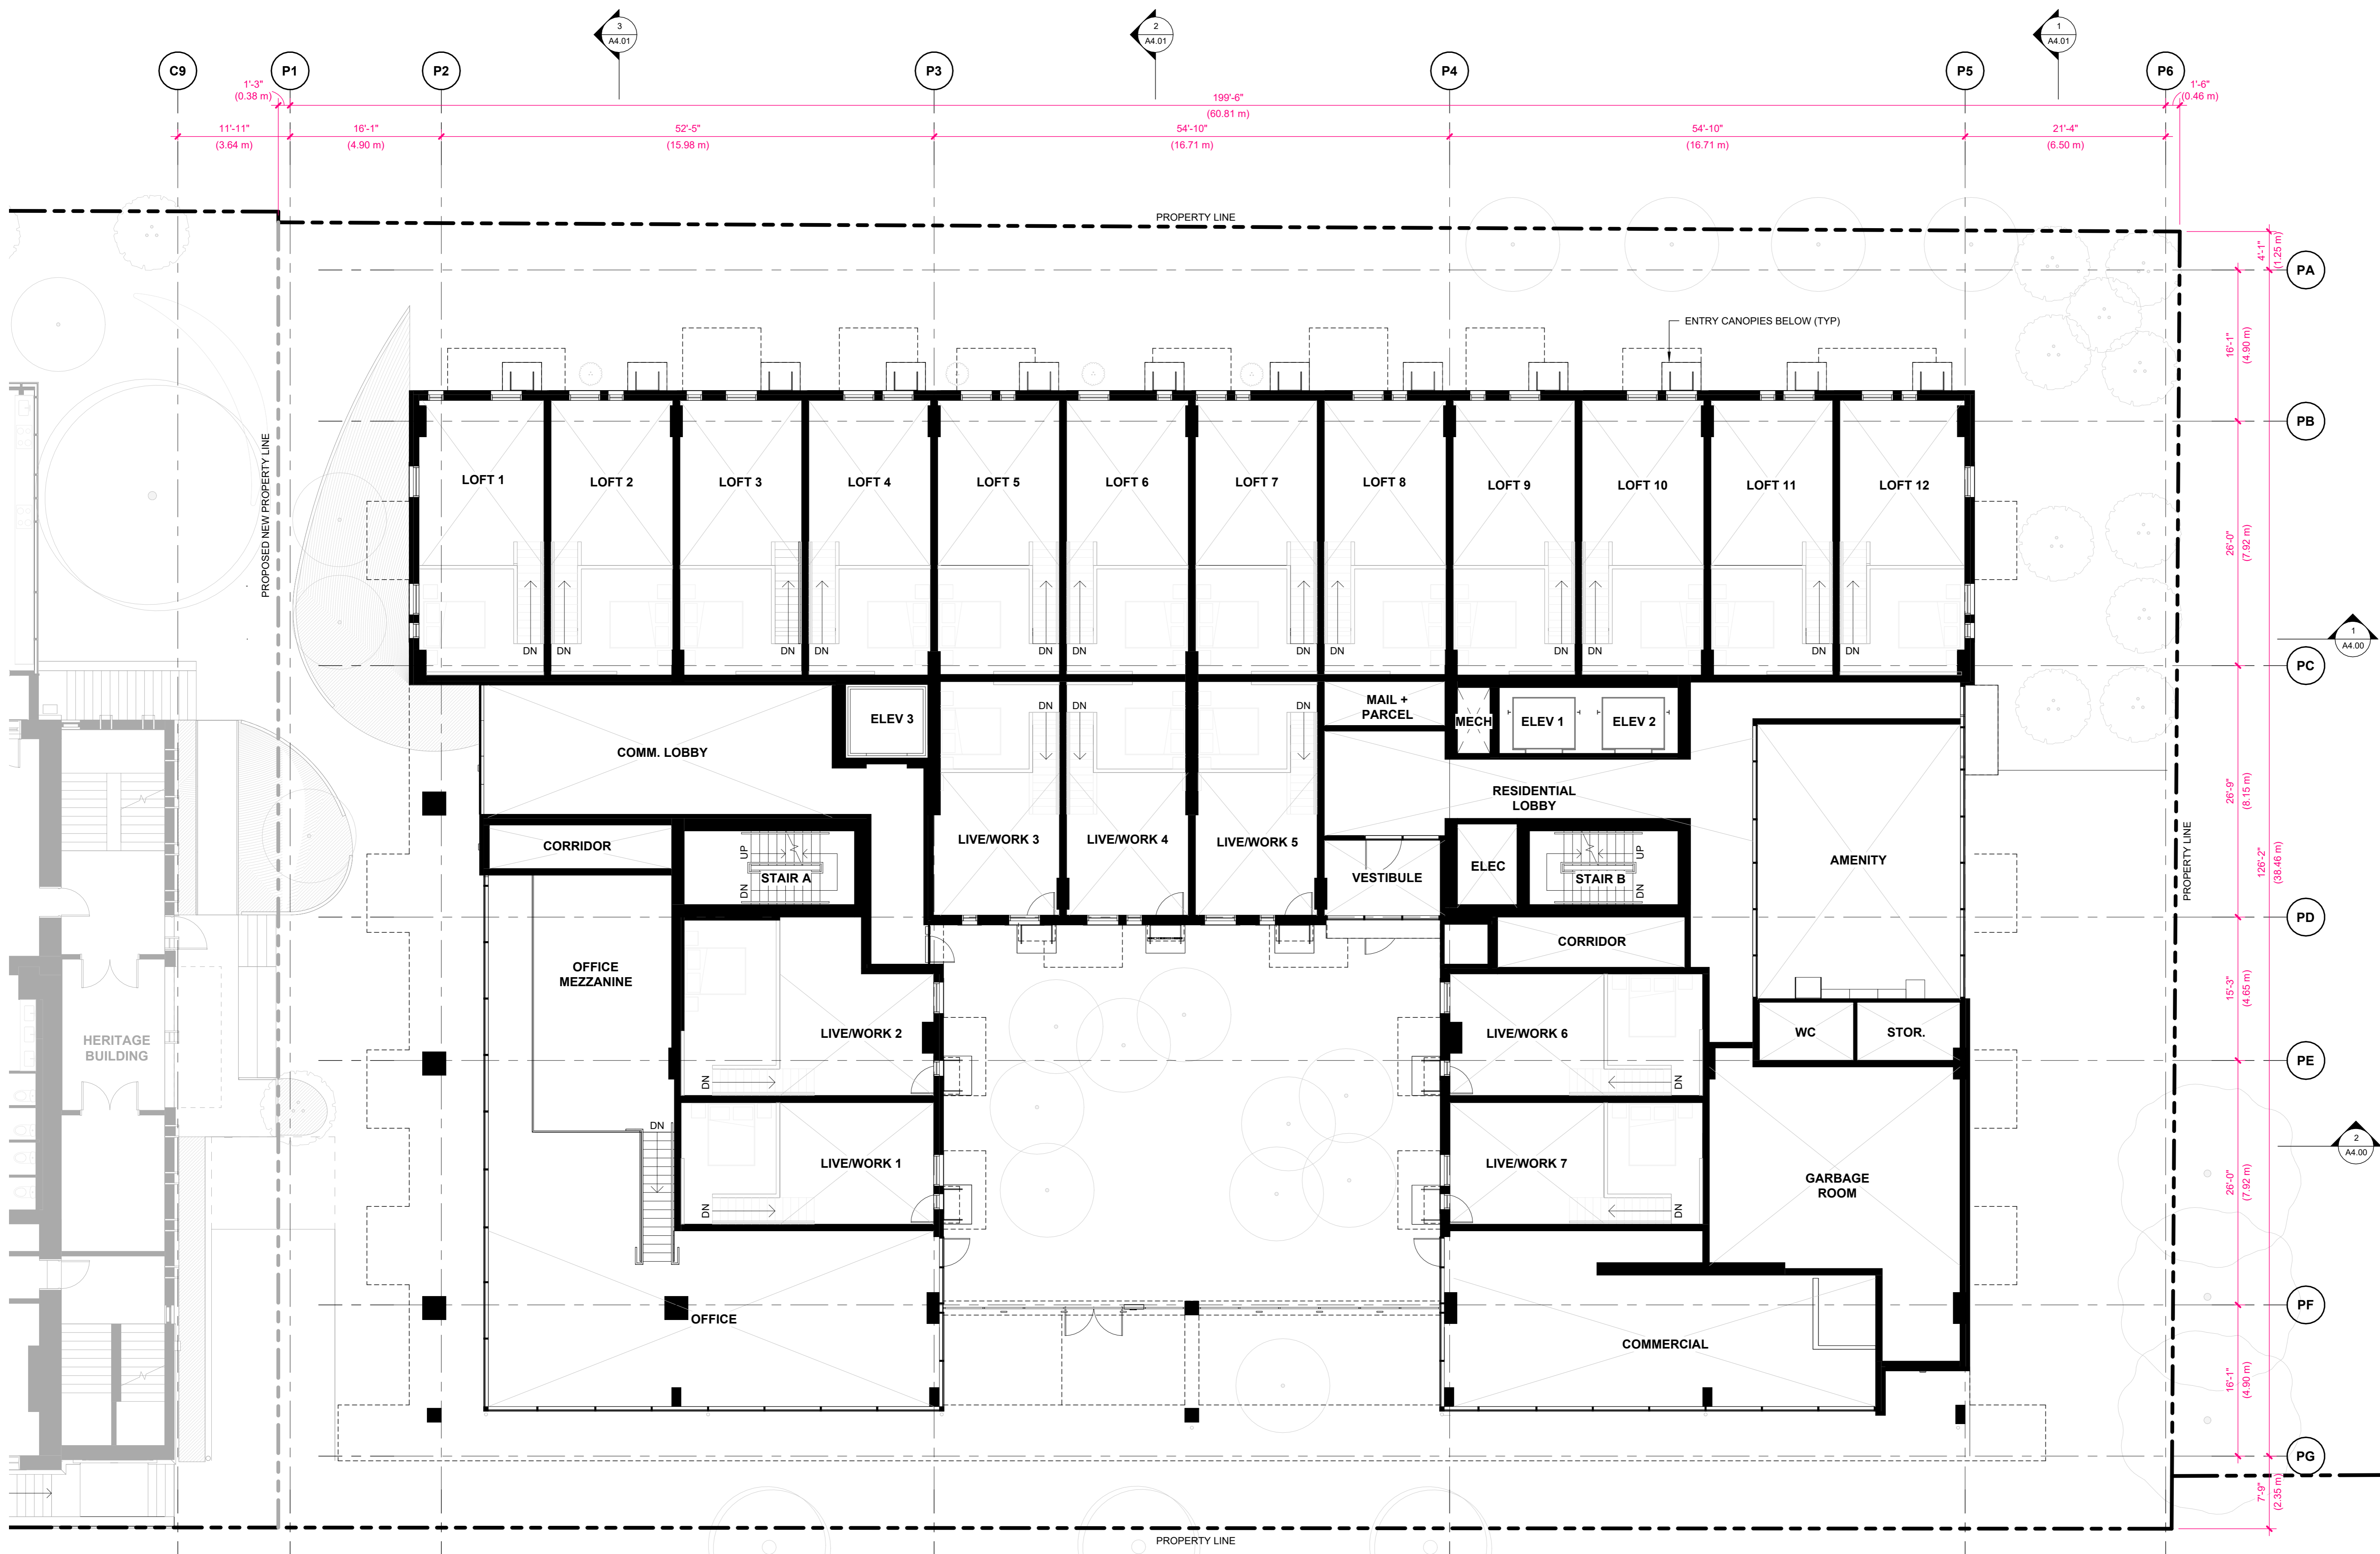 3
A4.01
2
A4.01
1
A4.01
C9
P1
P2
P3
P4
P5
P6
1'-3"
(0.38 m)
199'-6"
(60.81 m)
1'-6"
(0.46 m)
11'-11"
(3.64 m)
16'-1"
(4.90 m)
52'-5"
(15.98 m)
54'-10"
(16.71 m)
54'-10"
(16.71 m)
21'-4"
(6.50 m)
PROPERTY LINE
4'-1"
(1.25 m)
PA
ENTRY CANOPIES BELOW (TYP)
16'-1"
(4.90 m)
PB
PROPOSED NEW PROPERTY LINE
LOFT 1
LOFT 2
LOFT 3
LOFT 4
LOFT 5
LOFT 6
LOFT 7
LOFT 8
LOFT 9
LOFT 10
LOFT 11
LOFT 12
26'-0"
(7.92 m)
DN
DN
DN
DN
DN
DN
DN
DN
DN
DN
DN
DN
1
A4.00
PC
COMM. LOBBY
ELEV 3
DN
DN
DN
MAIL +
PARCEL
MECH
ELEV 1
ELEV 2
RESIDENTIAL
LOBBY
26'-9"
(8.15 m)
CORRIDOR
UP
DN
STAIR A
LIVE/WORK 3
LIVE/WORK 4
LIVE/WORK 5
VESTIBULE
ELEC
UP
DN
STAIR B
AMENITY
PROPERTY LINE
126'-2"
(38.46 m)
PD
CORRIDOR
OFFICE
MEZZANINE
HERITAGE
BUILDING
LIVE/WORK 2
DN
LIVE/WORK 6
DN
WC
STOR.
15'-3"
(4.65 m)
PE
DN
LIVE/WORK 1
DN
LIVE/WORK 7
DN
GARBAGE
ROOM
2
A4.00
26'-0"
(7.92 m)
OFFICE
COMMERCIAL
PF
16'-1"
(4.90 m)
PG
7'-9"
(2.35 m)
PROPERTY LINE